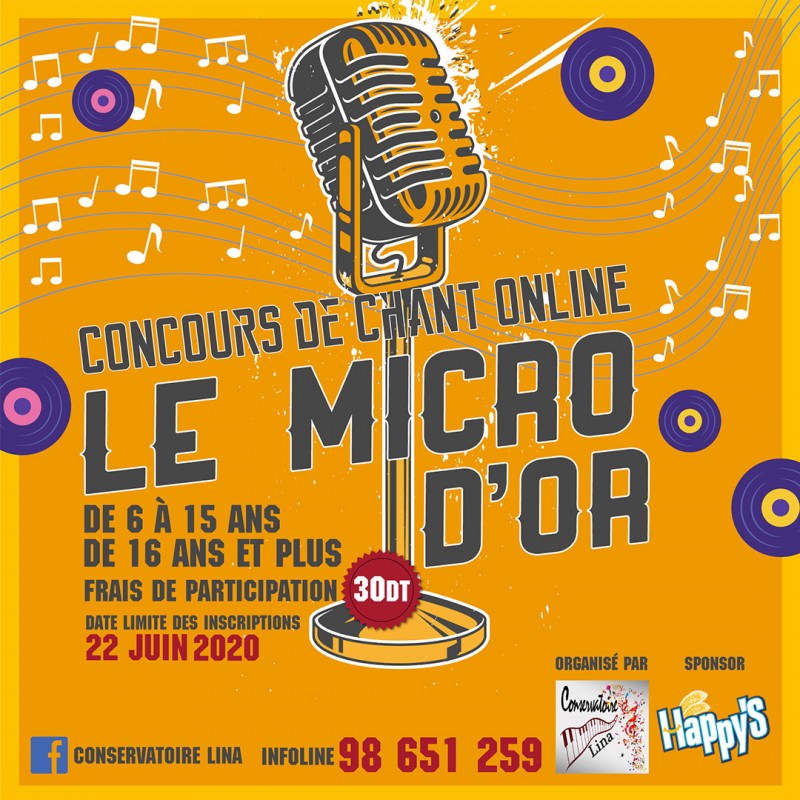 CONCOURS DE CHANT ONLINE
LE MICRO
D'OR
DE 6 À 15 ANS
DE 16 ANS ET PLUS
FRAIS DE PARTICIPATION 30DT
DATE LIMITE DES INSCRIPTIONS
22 JUIN 2020
ORGANISÉ PAR
Conservatoire
Lina
SPONSOR
Happy's
f CONSERVATOIRE LINA INFOLINE 98 651 259